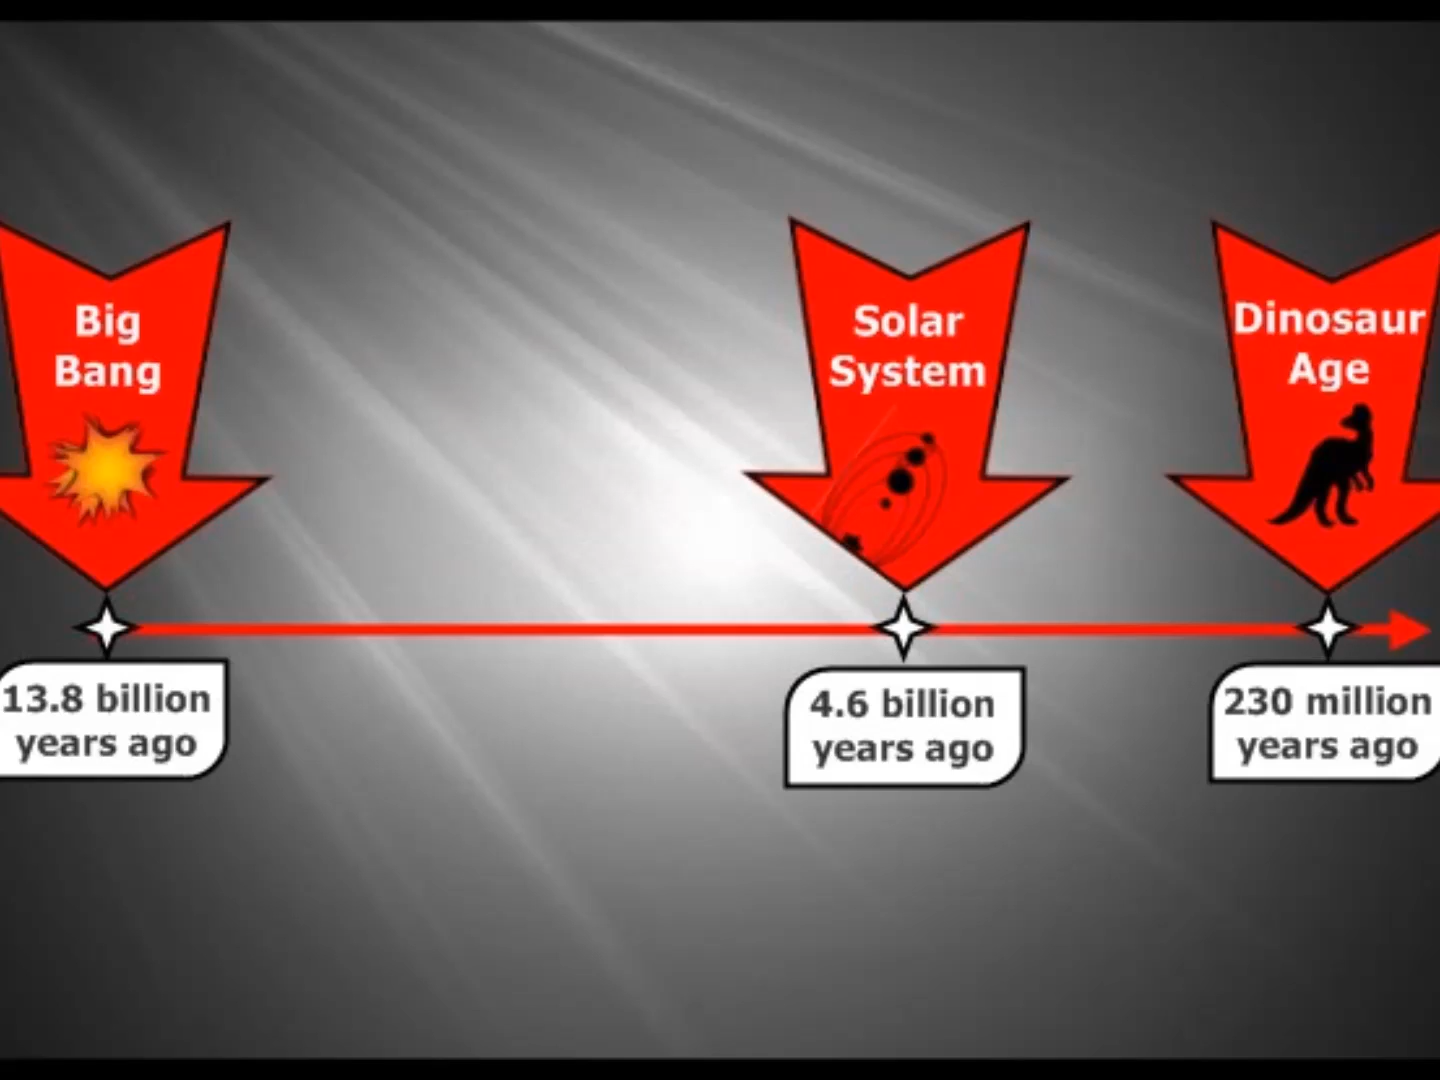 Big
Bang
Solar
System
Dinosaur
Age
13.8 billion
years ago
4.6 billion
years ago
230 million
years ago